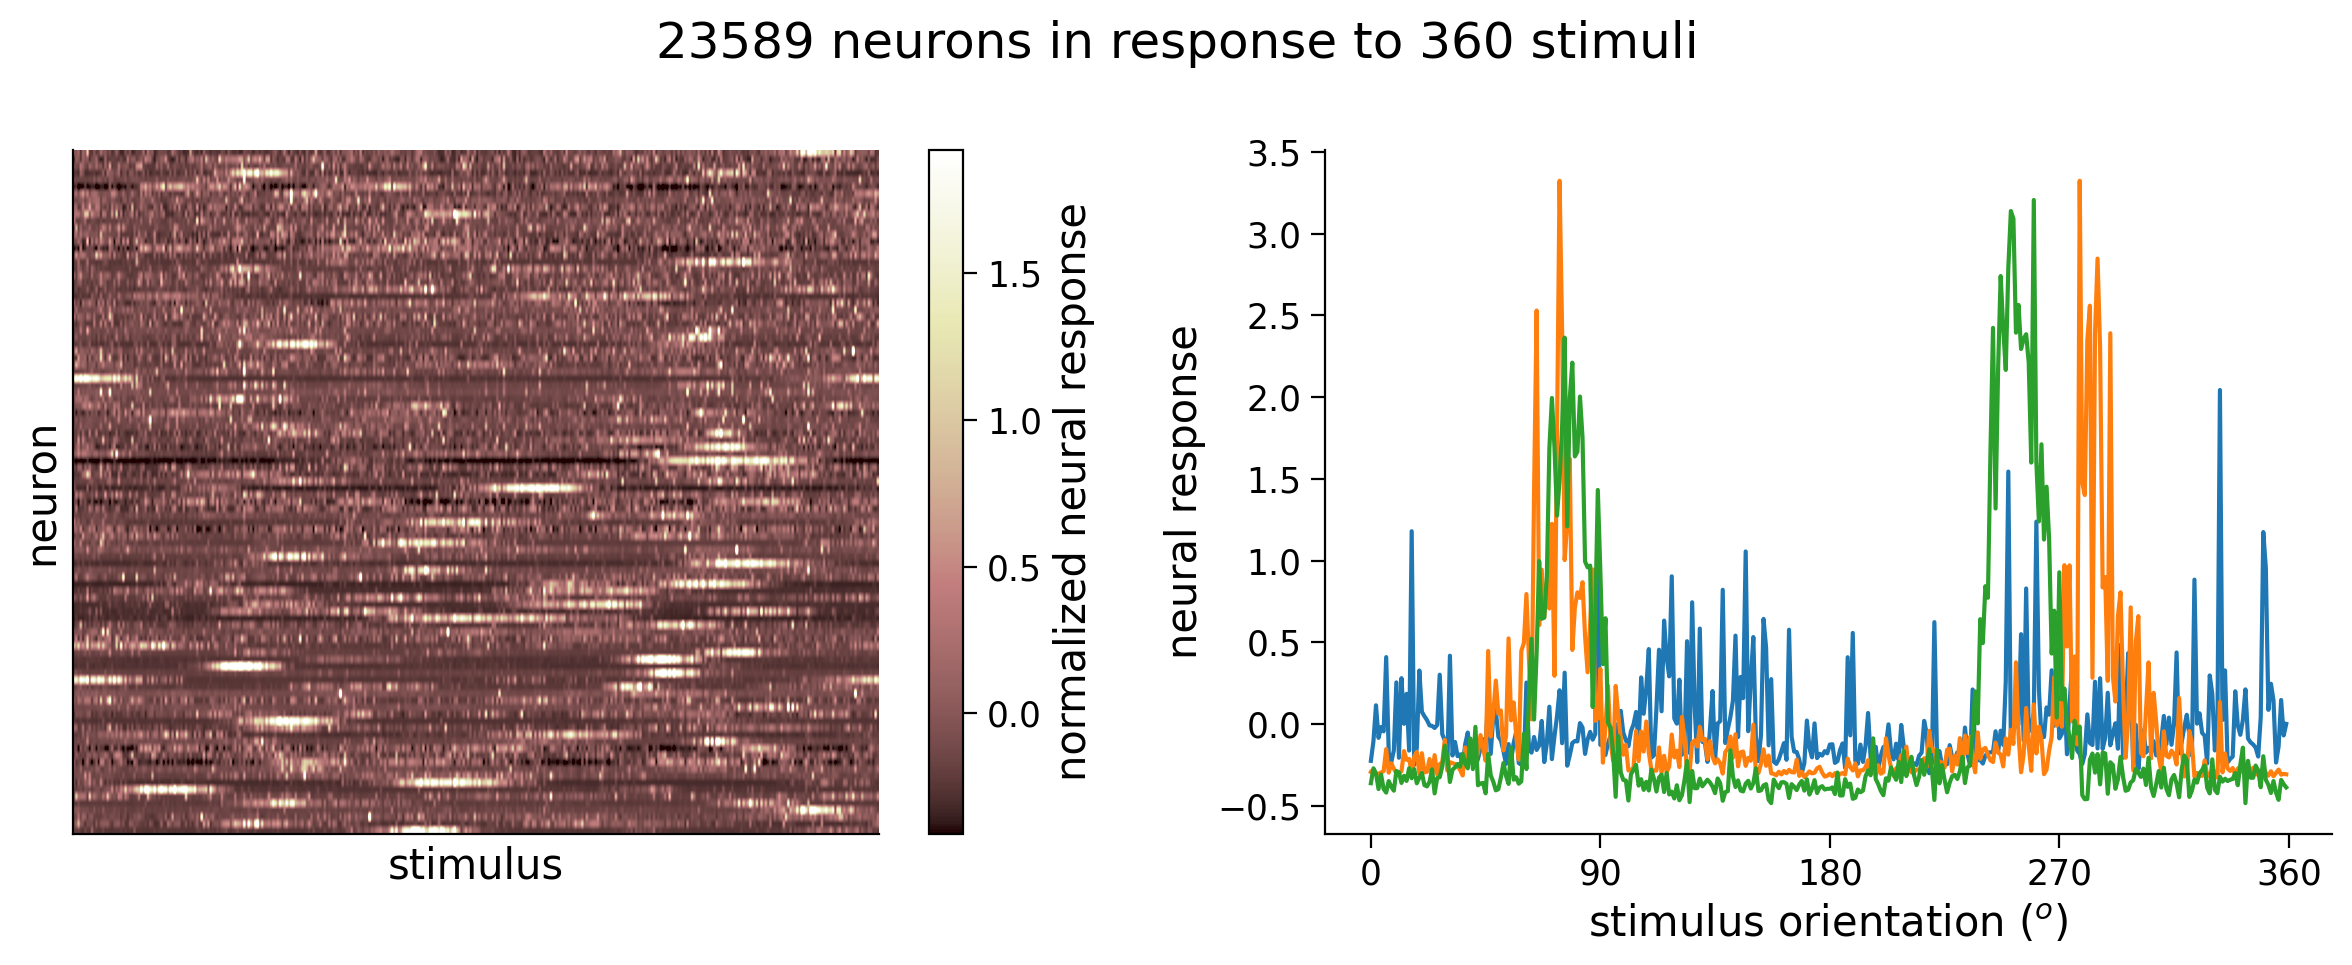 23589 neurons in response to 360 stimuli
neuron
stimulus
1.5
1.0
0.5
0.0
normalized neural response
neural response
3.5
3.0
2.5
2.0
1.5
1.0
0.5
0.0
−0.5
0 90 180 270 360
stimulus orientation (o)